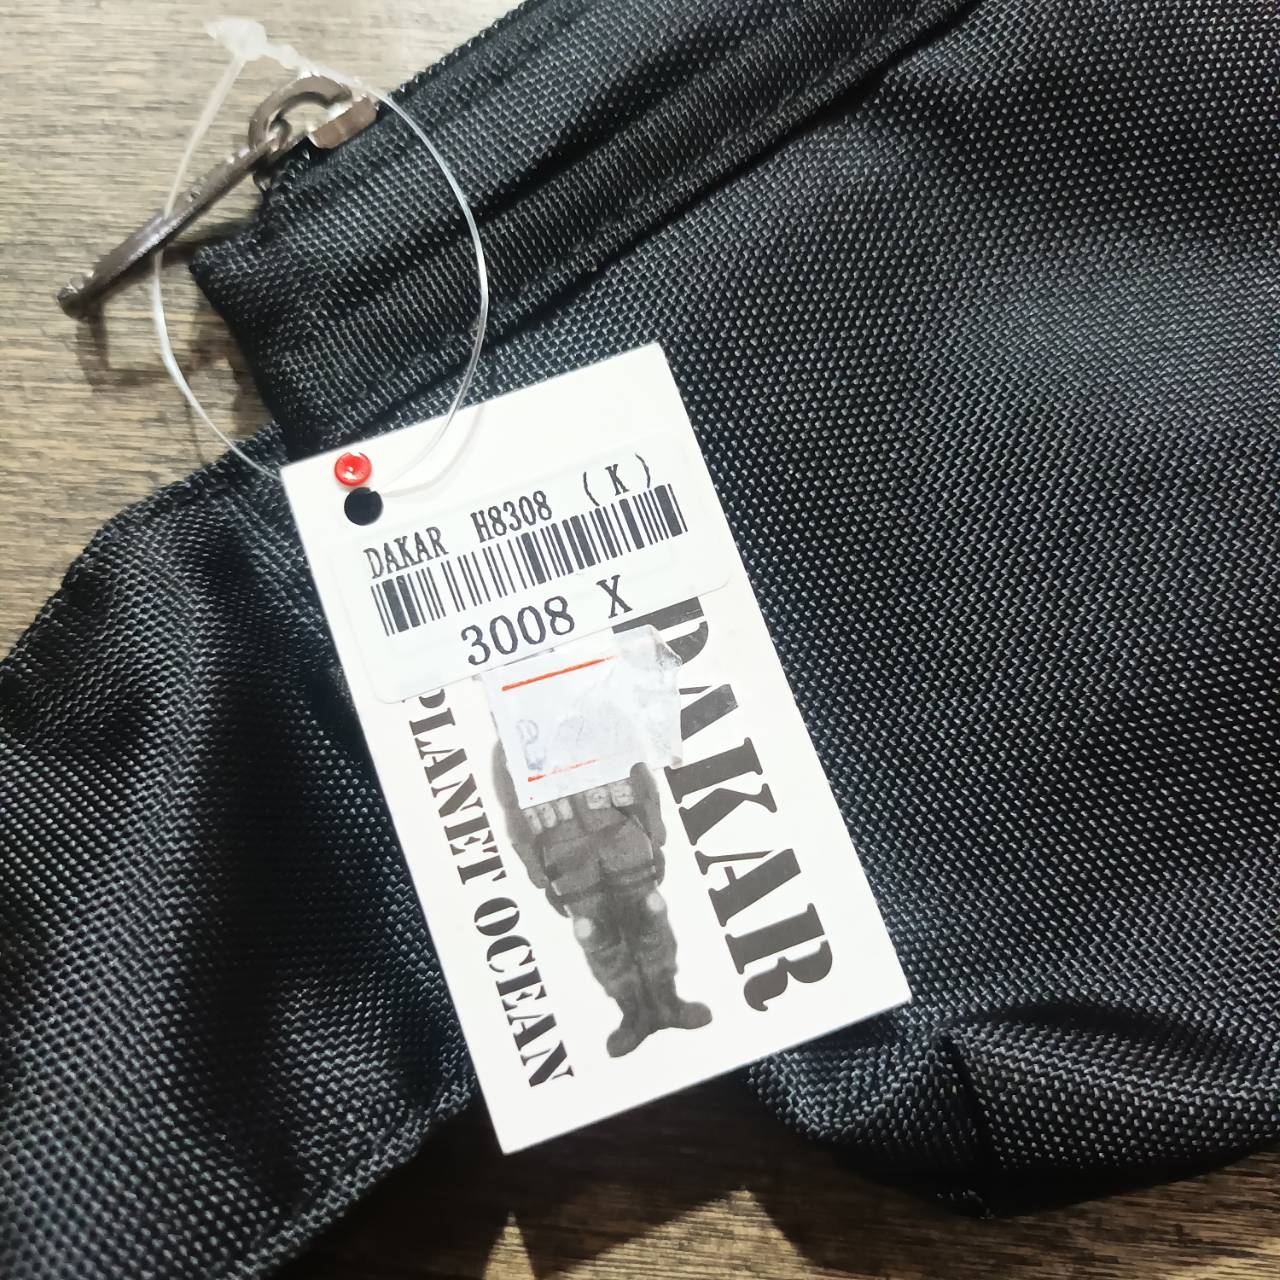 DAKAR H8308 (K)
3008 X
DAKAR
PLANET OCEAN